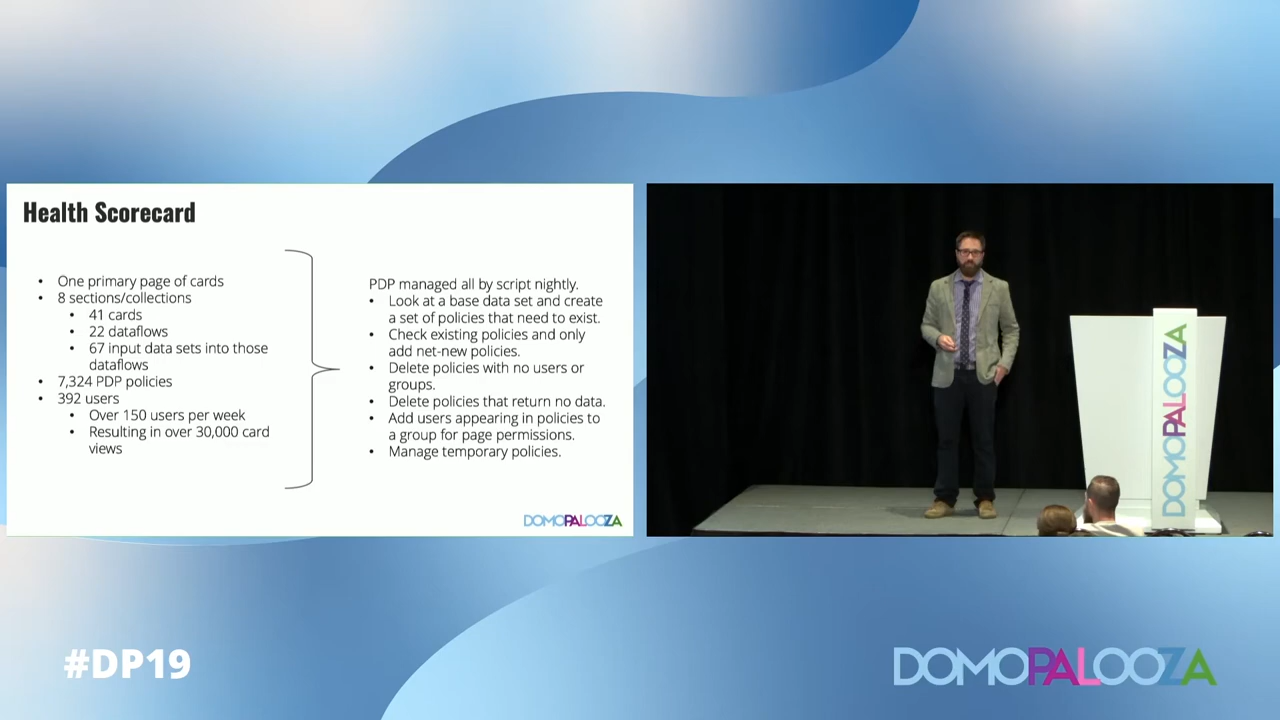 Health Scorecard
• One primary page of cards
• 8 sections/collections
• 41 cards
• 22 dataflows
• 67 input data sets into those
dataflows
• 7,324 PDP policies
• 392 users
• Over 150 users per week
• Resulting in over 30,000 card
views
PDP managed all by script nightly.
• Look at a base data set and create
a set of policies that need to exist.
• Check existing policies and only
add net-new policies.
• Delete policies with no users or
groups.
• Delete policies that return no data.
• Add users appearing in policies to
a group for page permissions.
• Manage temporary policies.
DOMOPALOOZA
DOMOPALOOZA
#DP19
DOMOPALOOZA